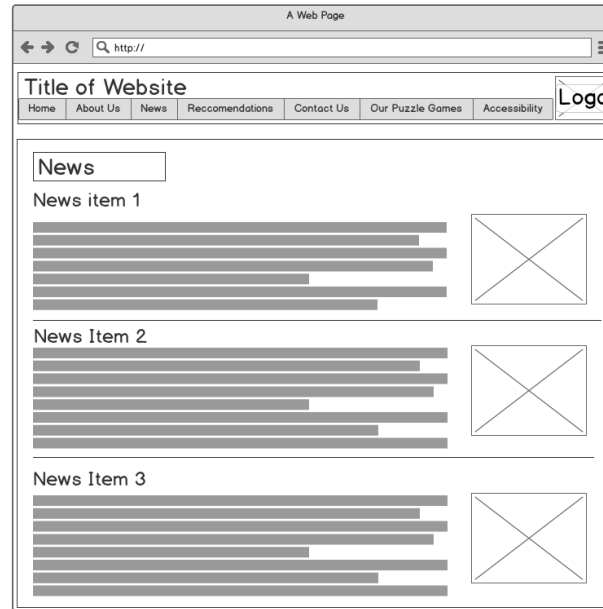 A Web Page
http://
Title of Website
Home About Us News Reccomendations Contact Us Our Puzzle Games Accessibility
Logo
News
News item 1
News Item 2
News Item 3